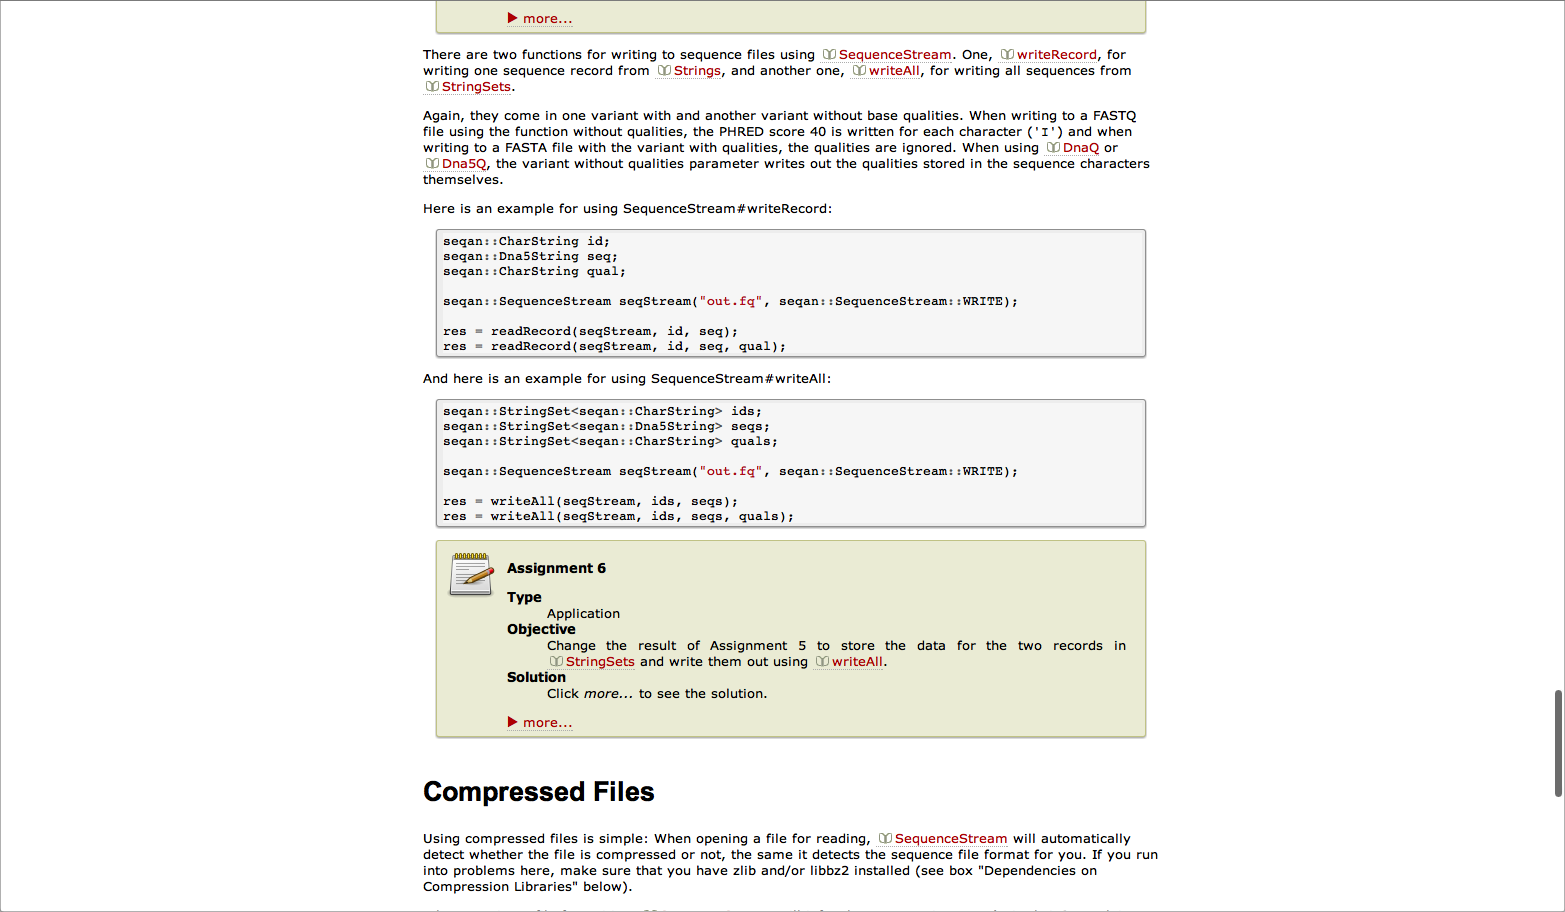 more...
There are two functions for writing to sequence files using SequenceStream. One, writeRecord, for
writing one sequence record from Strings, and another one, writeAll, for writing all sequences from
StringSets.
Again, they come in one variant with and another variant without base qualities. When writing to a FASTQ
file using the function without qualities, the PHRED score 40 is written for each character ('I') and when
writing to a FASTA file with the variant with qualities, the qualities are ignored. When using DnaQ or
Dna5Q, the variant without qualities parameter writes out the qualities stored in the sequence characters
themselves.
Here is an example for using SequenceStream#writeRecord:
seqan::CharString id;
seqan::Dna5String seq;
seqan::CharString qual;
seqan::SequenceStream seqStream("out.fq", seqan::SequenceStream::WRITE);
res = readRecord(seqStream, id, seq);
res = readRecord(seqStream, id, seq, qual);
And here is an example for using SequenceStream#writeAll:
seqan::StringSet<seqan::CharString> ids;
seqan::StringSet<seqan::Dna5String> seqs;
seqan::StringSet<seqan::CharString> quals;
seqan::SequenceStream seqStream("out.fq", seqan::SequenceStream::WRITE);
res = writeAll(seqStream, ids, seqs);
res = writeAll(seqStream, ids, seqs, quals);
Assignment 6
Type
Application
Objective
Change the result of Assignment 5 to store the data for the two records in
StringSets and write them out using writeAll.
Solution
Click more... to see the solution.
more...
Compressed Files
Using compressed files is simple: When opening a file for reading, SequenceStream will automatically
detect whether the file is compressed or not, the same it detects the sequence file format for you. If you run
into problems here, make sure that you have zlib and/or libbz2 installed (see box "Dependencies on
Compression Libraries" below).